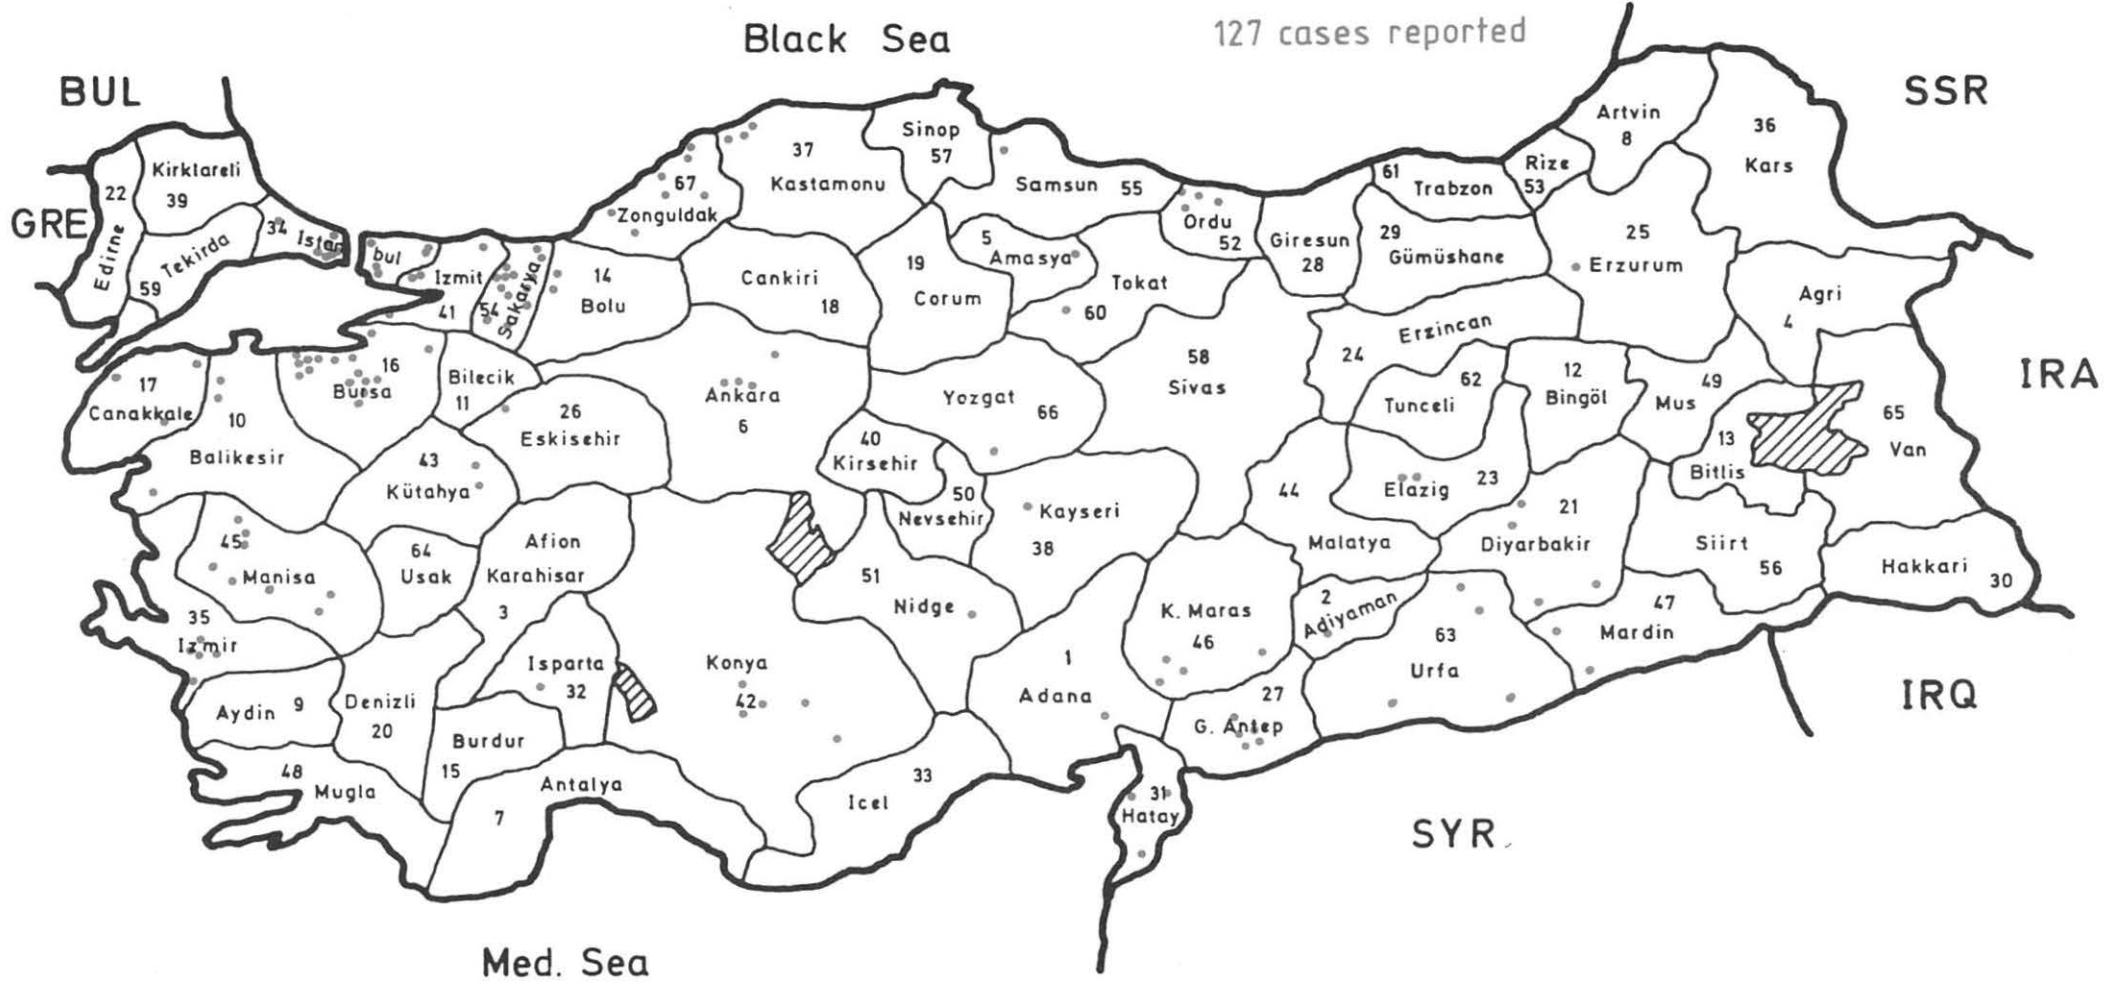 Black Sea
127 cases reported
BUL
SSR
GRE
IRA
IRQ
SYR
Med. Sea
22
Edirne
Kirklareli
39
59
Tekirda
34
Istan
bul
Izmit
41
54
Sakarya
14
Bolu
67
Zonguldak
37
Kastamonu
Sinop
57
Samsun 55
5
Amasya
Tokat
60
Ordu
52
Giresun
28
61
Trabzon
29
Gümüshane
Rize
53
Artvin
8
36
Kars
25
Erzurum
Agri
4
Cankiri
18
19
Corum
17
Canakkale
10
Balikesir
16
Bursa
Bilecik
11
26
Eskisehir
Ankara
6
40
Kirsehir
Yozgat
66
58
Sivas
Erzincan
24
62
Tunceli
12
Bingöl
49
Mus
13
Bitlis
65
Van
43
Kütahya
45
Manisa
64
Usak
Afion
Karahisar
3
50
Nevsehir
Kayseri
38
44
Malatya
23
Elazig
21
Diyarbakir
Siirt
56
Hakkari
30
35
Izmir
Aydin 9
Denizli
20
Isparta
32
Burdur
15
48
Mugla
Antalya
7
Konya
42
51
Nidge
33
Icel
1
Adana
K. Maras
46
2
Adiyaman
63
Urfa
47
Mardin
27
G. Antep
31
Hatay